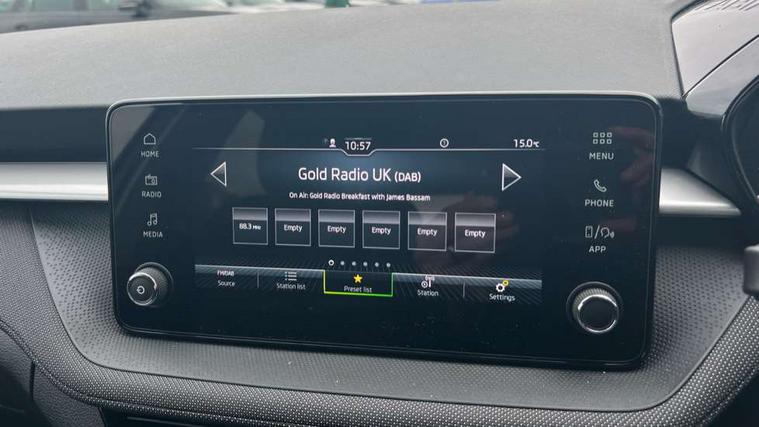 10:57
15.0°C
HOME
RADIO
MEDIA
Gold Radio UK (DAB)
On Air: Gold Radio Breakfast with James Bassam
88.3 MHz
Empty
Empty
Empty
Empty
Empty
FM/DAB
Source
Station list
Preset list
Station
Settings
MENU
PHONE
APP